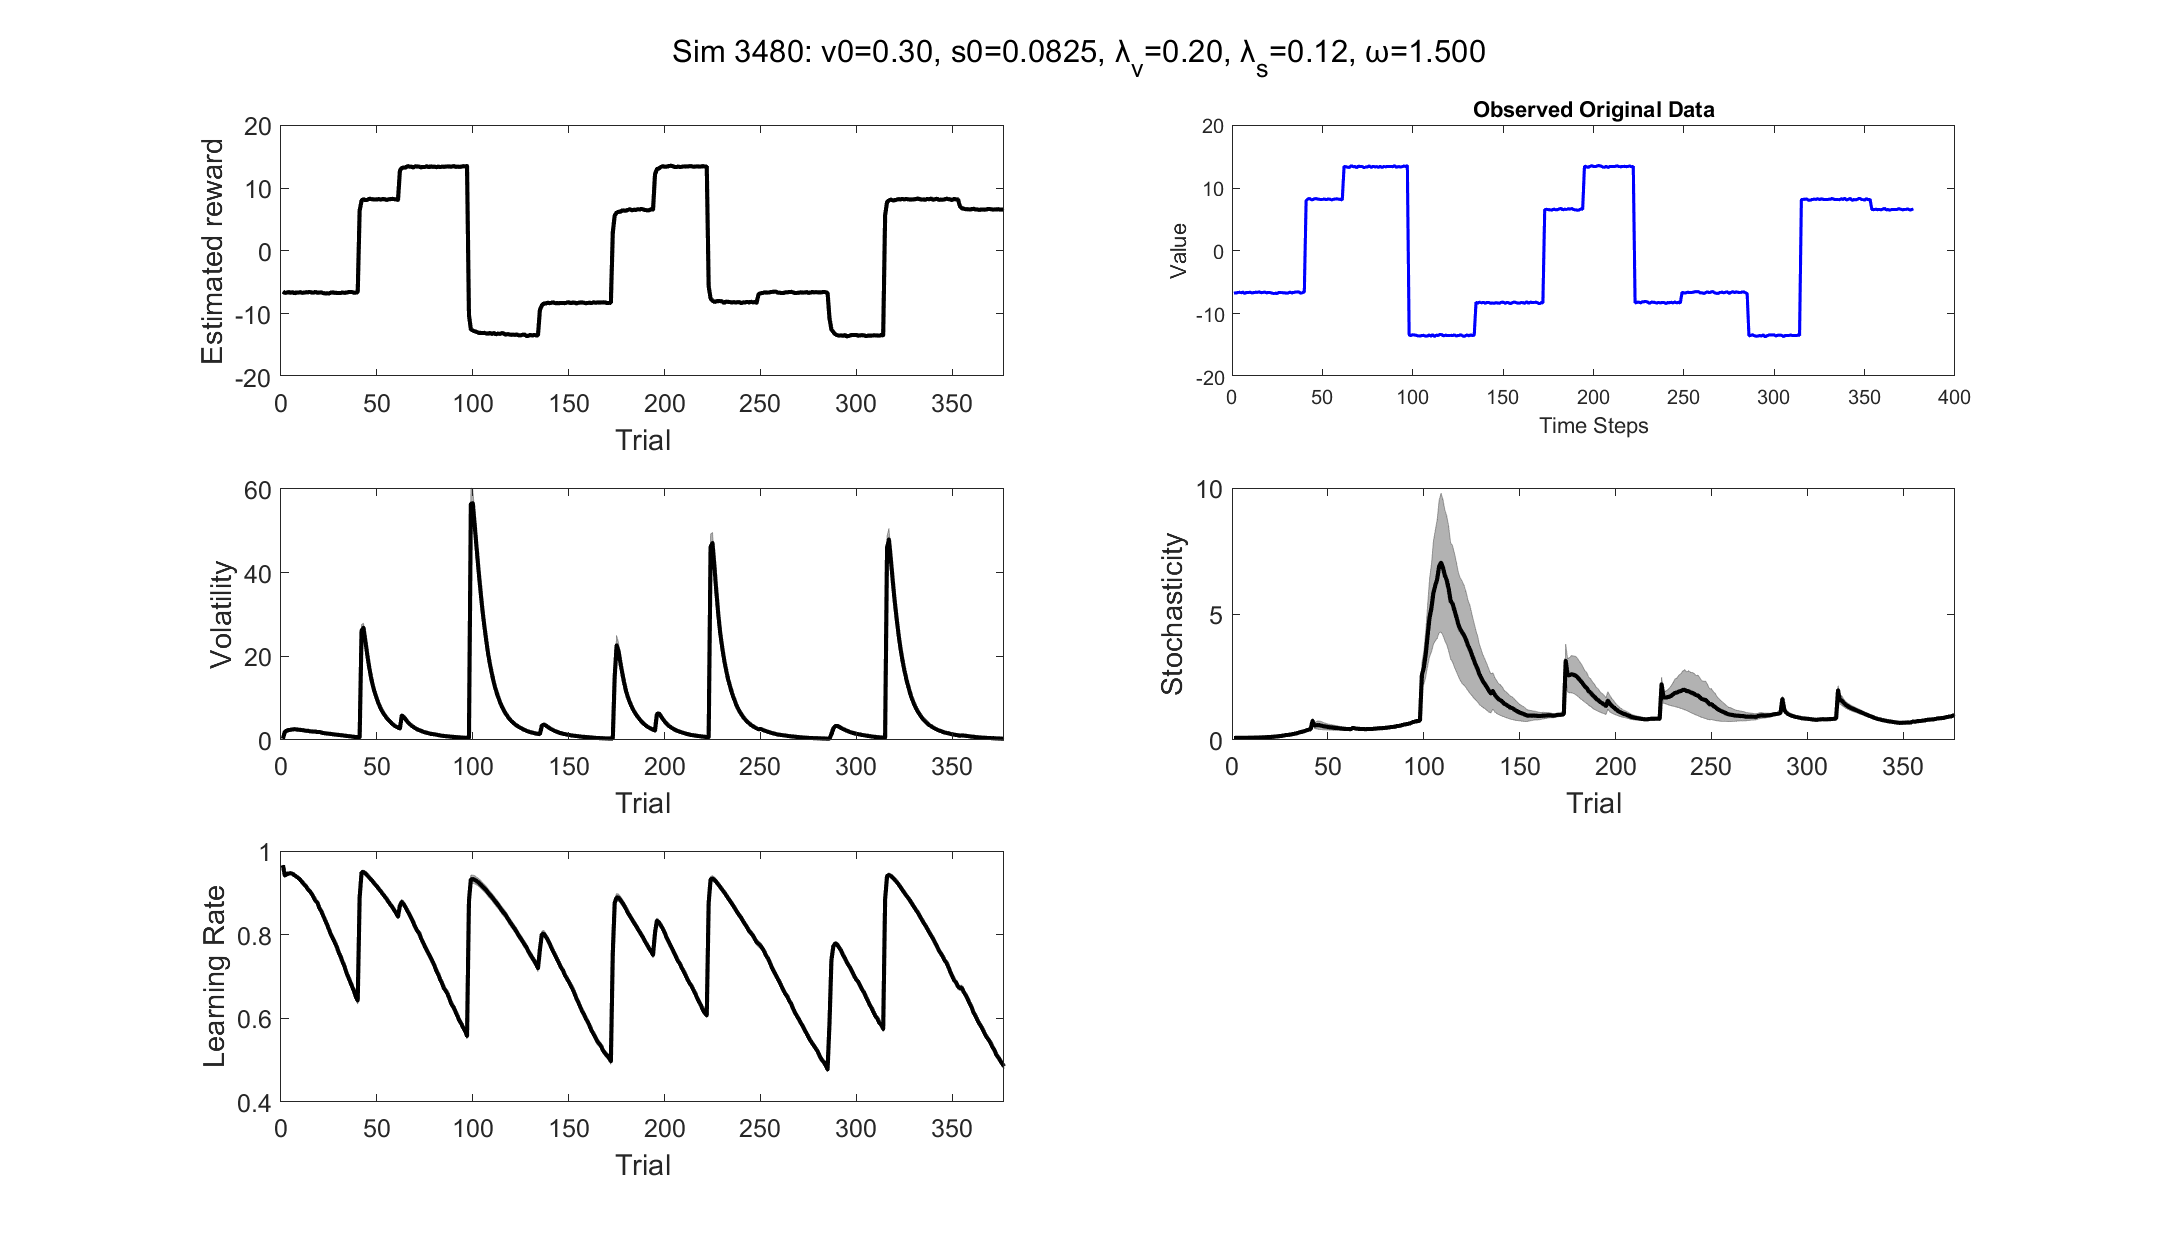 Sim 3480: v0=0.30, s0=0.0825, λ_v=0.20, λ_s=0.12, ω=1.500
Estimated reward
20
10
0
-10
-20
0 50 100 150 200 250 300 350
Trial
Observed Original Data
Value
20
10
0
-10
-20
0 50 100 150 200 250 300 350 400
Time Steps
Volatility
60
40
20
0
0 50 100 150 200 250 300 350
Trial
Stochasticity
10
5
0
0 50 100 150 200 250 300 350
Trial
Learning Rate
1
0.8
0.6
0.4
0 50 100 150 200 250 300 350
Trial